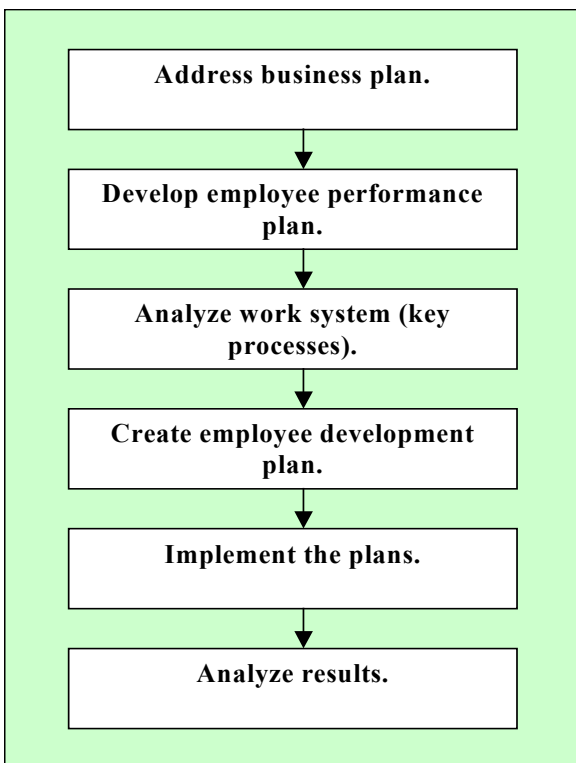 Address business plan.
Develop employee performance
plan.
Analyze work system (key
processes).
Create employee development
plan.
Implement the plans.
Analyze results.